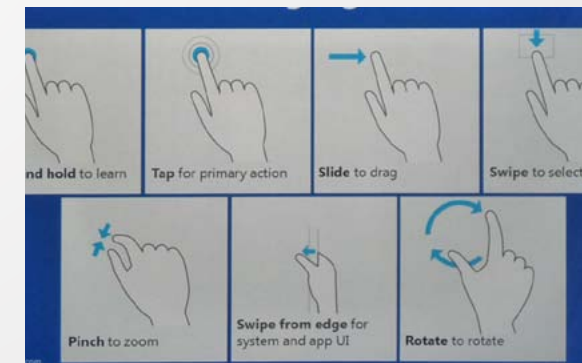 nd hold to learn
Tap for primary action
Slide to drag
Swipe to select
Pinch to zoom
Swipe from edge for
system and app UI
Rotate to rotate